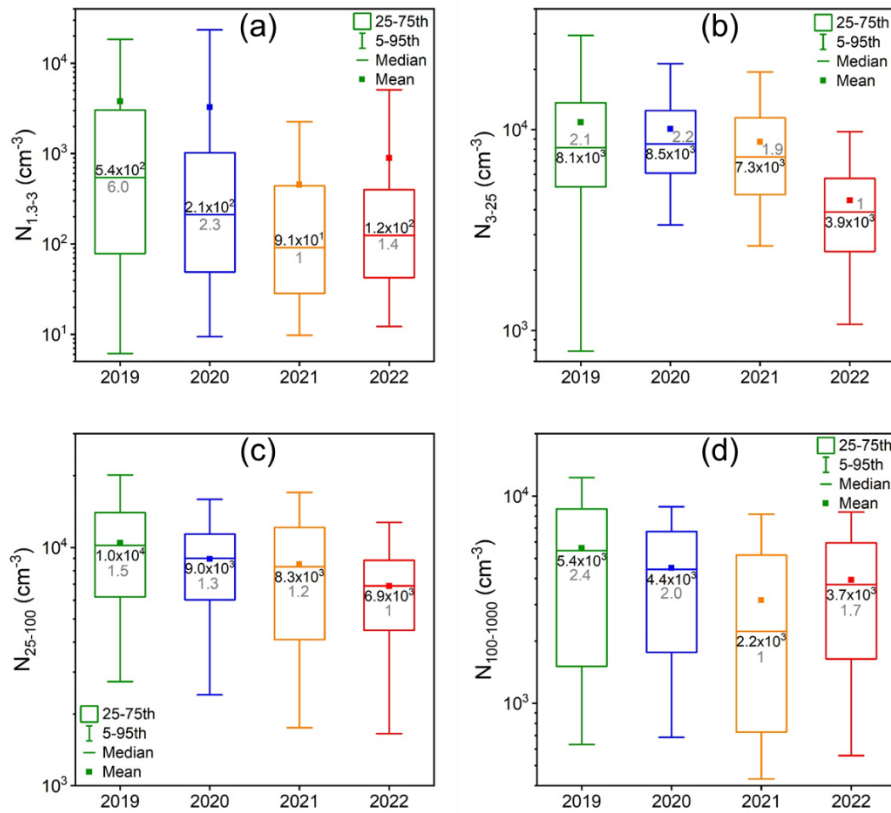 (a)
25-75th
5-95th
Median
Mean
N1.3-3 (cm-3)
10^4
10^3
10^2
10^1
5.4x10^2
6.0
2.1x10^2
2.3
9.1x10^1
1
1.2x10^2
1.4
2019 2020 2021 2022
(b)
25-75th
5-95th
Median
Mean
N3-25 (cm-3)
10^4
10^3
2.1
8.1x10^3
2.2
8.5x10^3
1.9
7.3x10^3
1
3.9x10^3
2019 2020 2021 2022
(c)
N25-100 (cm-3)
10^4
10^3
1.0x10^4
1.5
9.0x10^3
1.3
8.3x10^3
1.2
6.9x10^3
1
25-75th
5-95th
Median
Mean
2019 2020 2021 2022
(d)
25-75th
5-95th
Median
Mean
N100-1000 (cm-3)
10^4
10^3
5.4x10^3
2.4
4.4x10^3
2.0
2.2x10^3
1
3.7x10^3
1.7
2019 2020 2021 2022